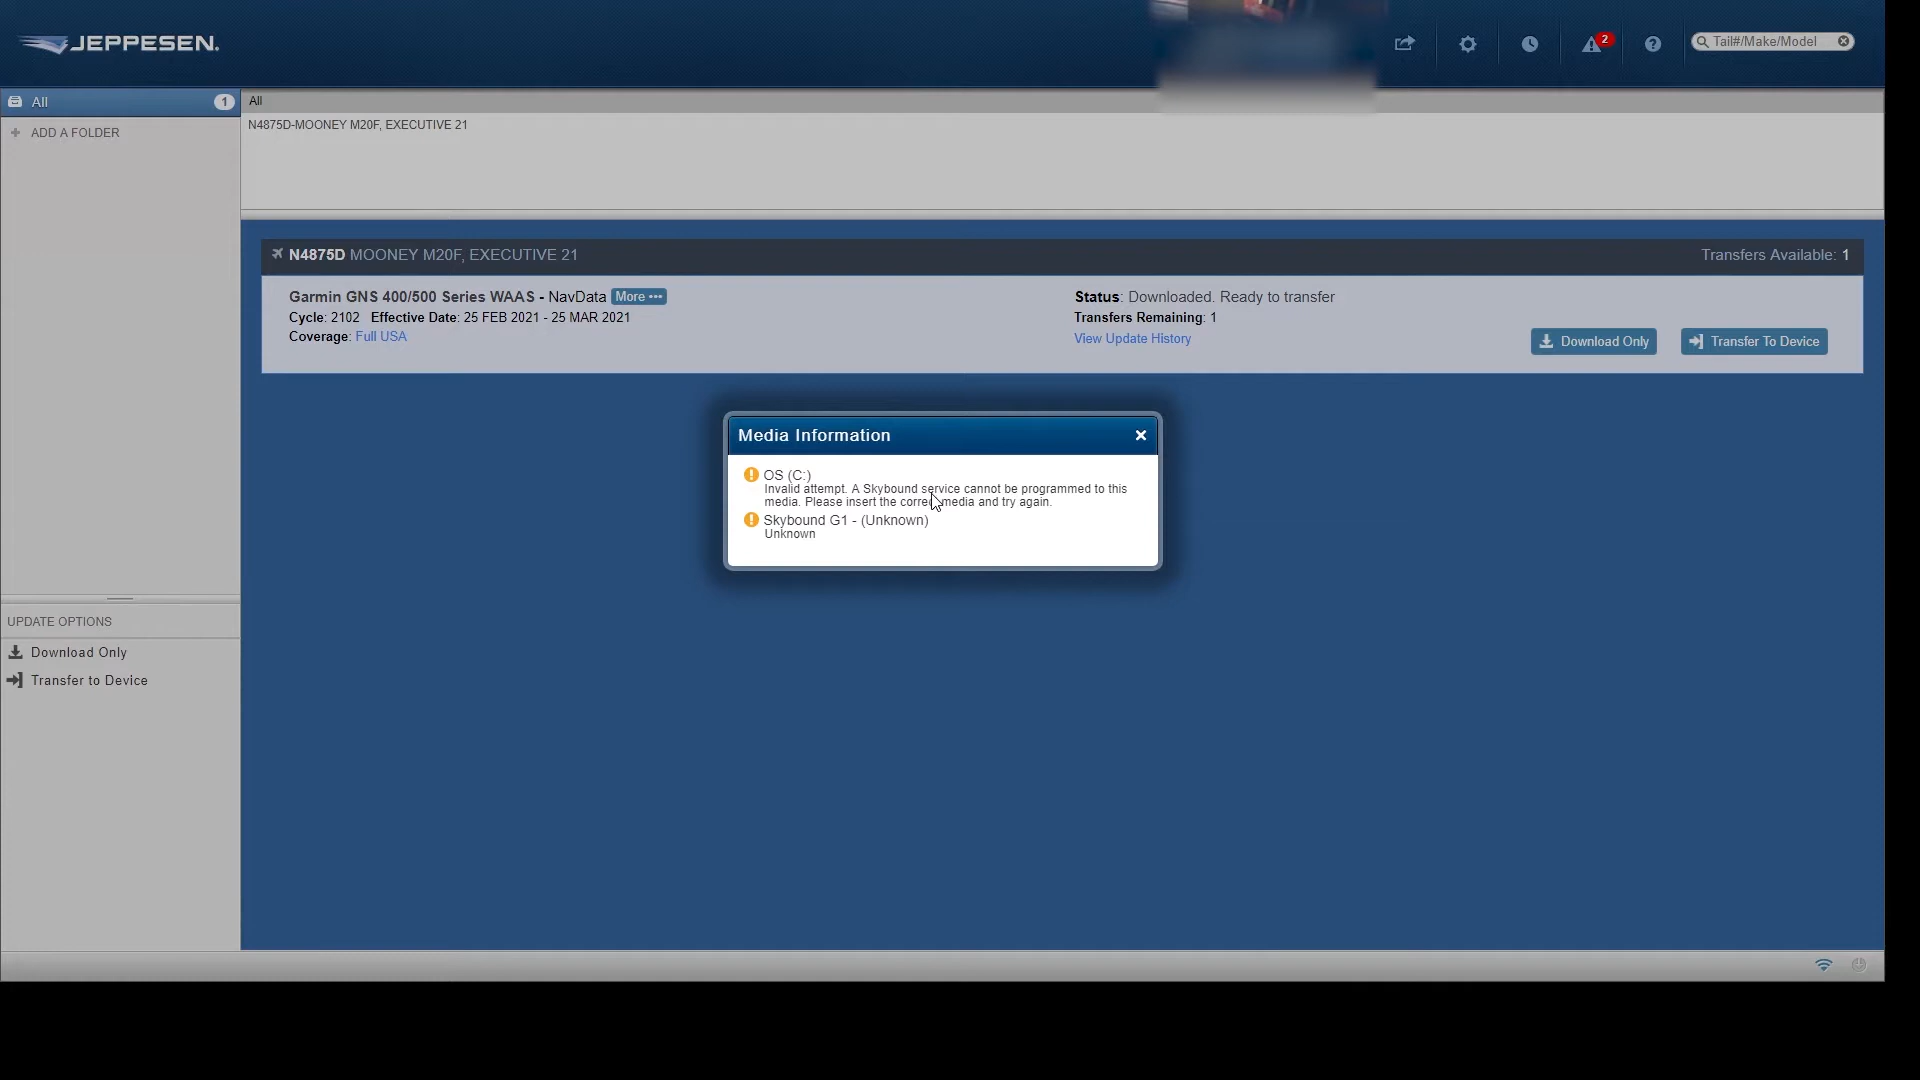 JEPPESEN.
2
Tail#/Make/Model
All
1
ADD A FOLDER
All
N4875D-MOONEY M20F, EXECUTIVE 21
N4875D MOONEY M20F, EXECUTIVE 21
Transfers Available: 1
Garmin GNS 400/500 Series WAAS - NavData More •••
Cycle: 2102 Effective Date: 25 FEB 2021 - 25 MAR 2021
Coverage: Full USA
Status: Downloaded. Ready to transfer
Transfers Remaining: 1
View Update History
Download Only
Transfer To Device
Media Information
OS (C:)
Invalid attempt. A Skybound service cannot be programmed to this
media. Please insert the correct media and try again.
Skybound G1 - (Unknown)
Unknown
UPDATE OPTIONS
Download Only
Transfer to Device